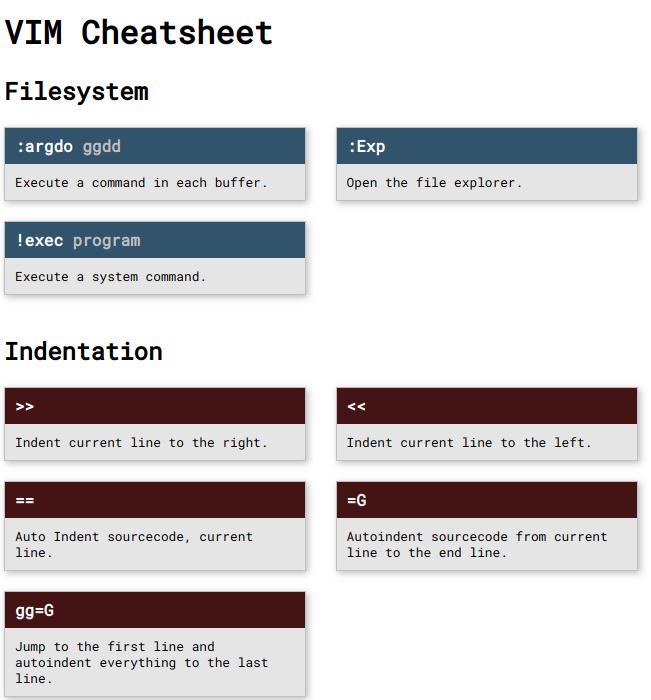 VIM Cheatsheet
Filesystem
:argdo ggdd
Execute a command in each buffer.
:Exp
Open the file explorer.
!exec program
Execute a system command.
Indentation
>>
Indent current line to the right.
<<
Indent current line to the left.
==
Auto Indent sourcecode, current
line.
=G
Autoindent sourcecode from current
line to the end line.
gg=G
Jump to the first line and
autoindent everything to the last
line.